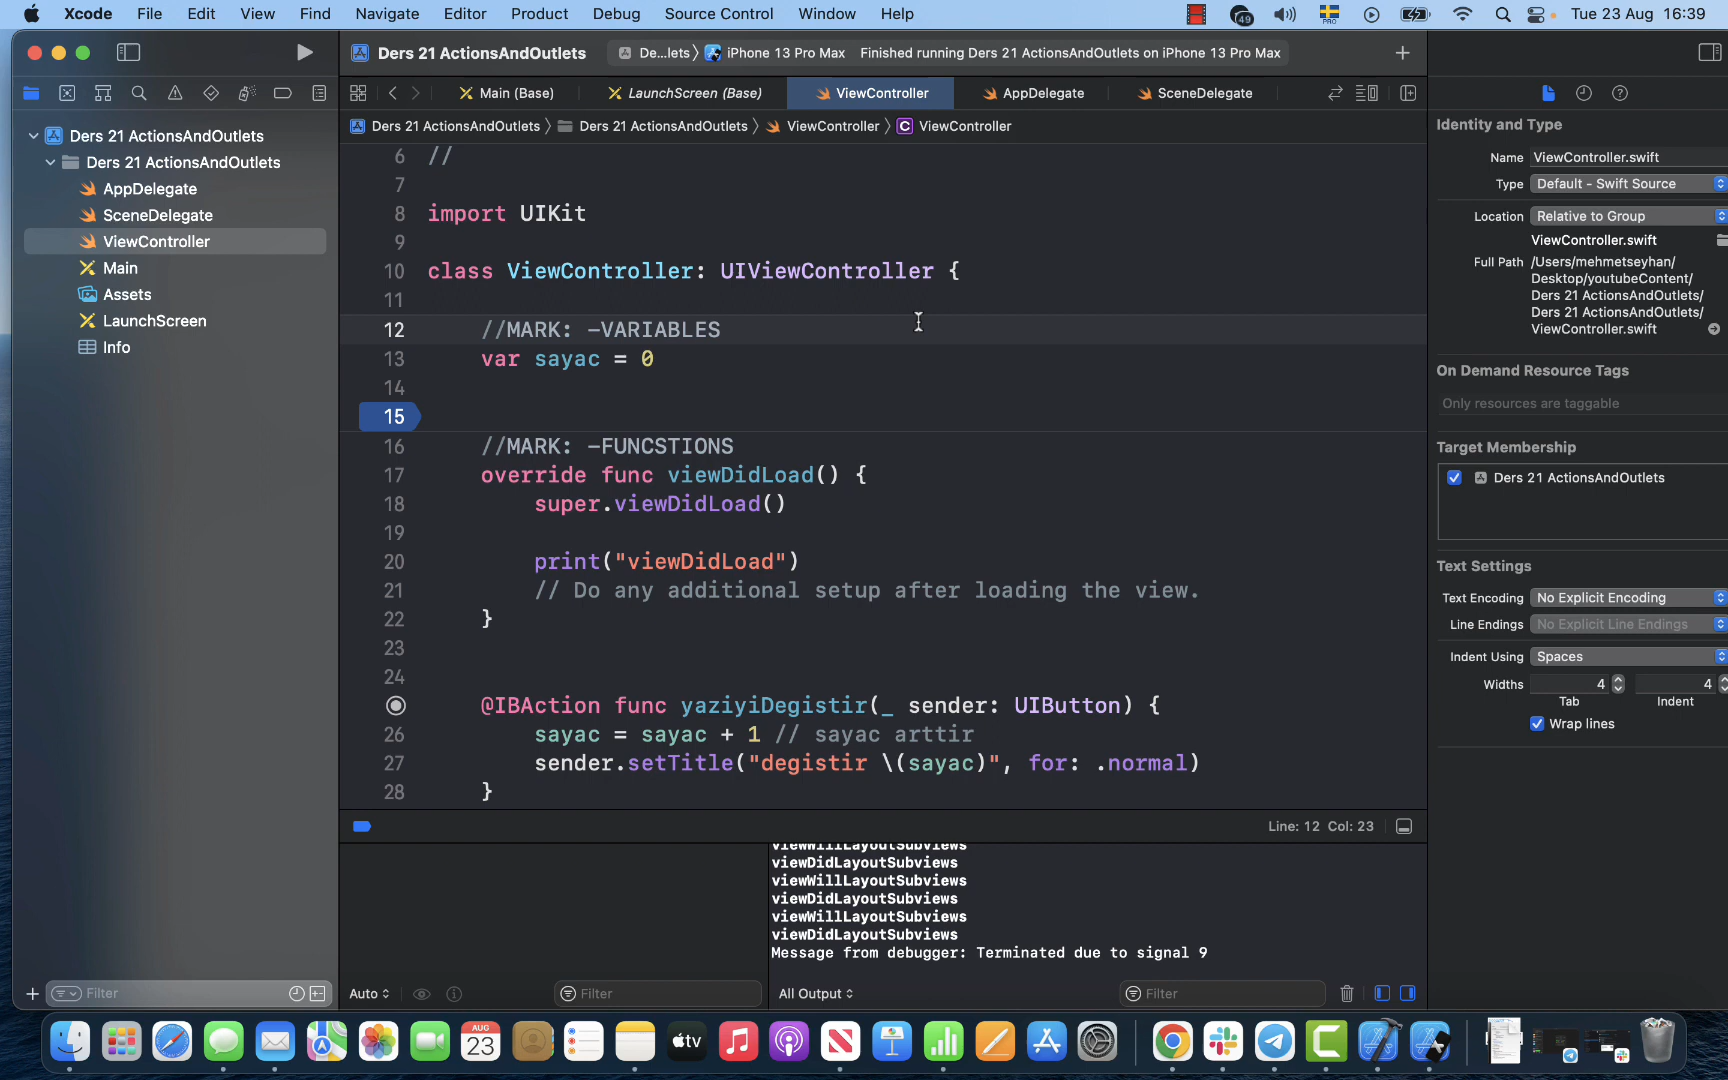 Xcode File Edit View Find Navigate Editor Product Debug Source Control Window Help
49
PRO
Tue 23 Aug 16:39
Ders 21 ActionsAndOutlets
De...lets ⟩ iPhone 13 Pro Max Finished running Ders 21 ActionsAndOutlets on iPhone 13 Pro Max
Main (Base) LaunchScreen (Base) ViewController AppDelegate SceneDelegate
Ders 21 ActionsAndOutlets ⟩ Ders 21 ActionsAndOutlets ⟩ ViewController ⟩ C ViewController
Ders 21 ActionsAndOutlets
Ders 21 ActionsAndOutlets
AppDelegate
SceneDelegate
ViewController
Main
Assets
LaunchScreen
Info
Filter
6 //
7
8 import UIKit
9
10 class ViewController: UIViewController {
11
12 //MARK: -VARIABLES
13 var sayac = 0
14
15
16 //MARK: -FUNCSTIONS
17 override func viewDidLoad() {
18 super.viewDidLoad()
19
20 print("viewDidLoad")
21 // Do any additional setup after loading the view.
22 }
23
24
@IBAction func yaziyiDegistir(_ sender: UIButton) {
26 sayac = sayac + 1 // sayac arttir
27 sender.setTitle("degistir \(sayac)", for: .normal)
28 }
Line: 12 Col: 23
viewWillLayoutSubviews
viewDidLayoutSubviews
viewWillLayoutSubviews
viewDidLayoutSubviews
viewWillLayoutSubviews
viewDidLayoutSubviews
Message from debugger: Terminated due to signal 9
Auto
Filter
All Output
Filter
Identity and Type
Name ViewController.swift
Type Default - Swift Source
Location Relative to Group
ViewController.swift
Full Path /Users/mehmetseyhan/
Desktop/youtubeContent/
Ders 21 ActionsAndOutlets/
Ders 21 ActionsAndOutlets/
ViewController.swift
On Demand Resource Tags
Only resources are taggable
Target Membership
Ders 21 ActionsAndOutlets
Text Settings
Text Encoding No Explicit Encoding
Line Endings No Explicit Line Endings
Indent Using Spaces
Widths 4 4
Tab Indent
Wrap lines
AUG
23
tv